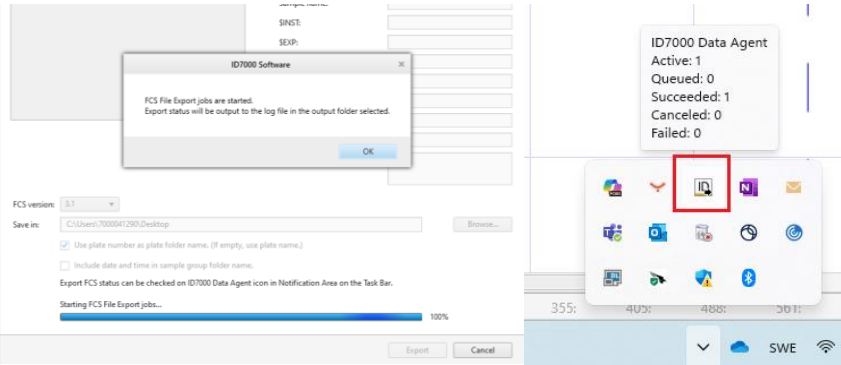 $INST:
$EXP:
ID7000 Software
FCS File Export jobs are started.
Export status will be output to the log file in the output folder selected.
OK
FCS version:
3.1
Save in:
C:\Users\7000041290\Desktop
Browse...
Use plate number as plate folder name. (If empty, use plate name.)
Include date and time in sample group folder name.
Export FCS status can be checked on ID7000 Data Agent icon in Notification Area on the Task Bar.
Starting FCS File Export jobs...
100%
Export
Cancel
ID7000 Data Agent
Active: 1
Queued: 0
Succeeded: 1
Canceled: 0
Failed: 0
ID
N
355:
405:
488:
561:
SWE